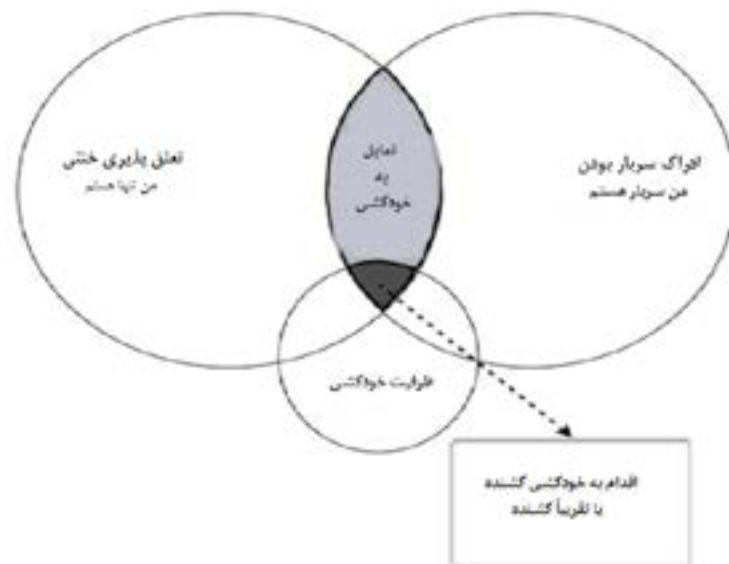 تعلق پذیری خنثی
من تنها هستم
تمایل
به
خودکشی
ادراک سربار بودن
من سربار هستم
ظرفیت خودکشی
اقدام به خودکشی کشنده
یا تقریباً کشنده